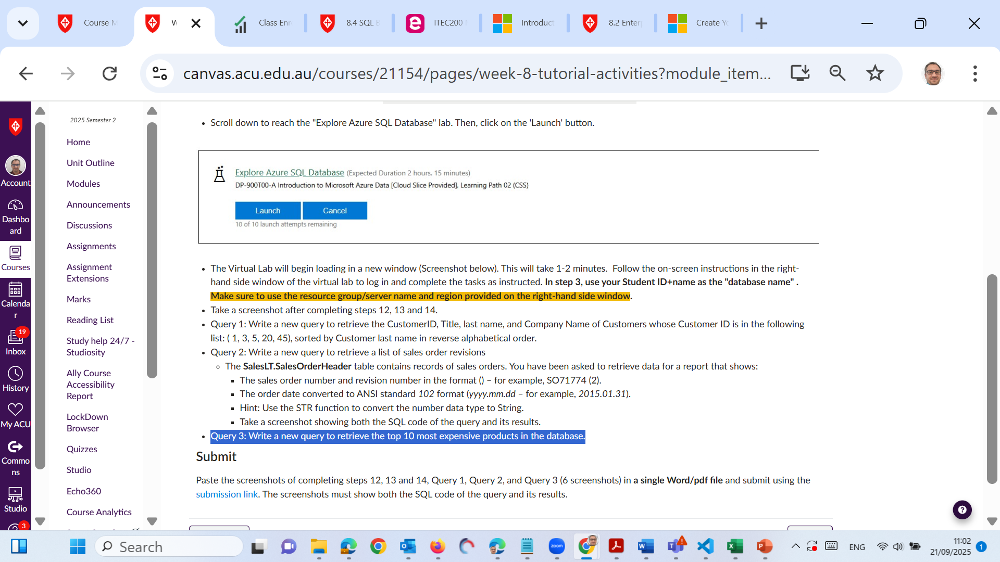 Course M
W
Class Enr
8.4 SQL E
ITEC200
Introduct
8.2 Enter
Create Yo
canvas.acu.edu.au/courses/21154/pages/week-8-tutorial-activities?module_item...
Account
Dashbo
ard
Courses
Calenda
r
19
Inbox
History
My ACU
Commo
ns
Studio
3
2025 Semester 2
Home
Unit Outline
Modules
Announcements
Discussions
Assignments
Assignment
Extensions
Marks
Reading List
Study help 24/7 -
Studiosity
Ally Course
Accessibility
Report
LockDown
Browser
Quizzes
Studio
Echo360
Course Analytics
• Scroll down to reach the "Explore Azure SQL Database" lab. Then, click on the 'Launch' button.
Explore Azure SQL Database (Expected Duration 2 hours, 15 minutes)
DP-900T00-A Introduction to Microsoft Azure Data [Cloud Slice Provided], Learning Path 02 (CSS)
Launch Cancel
10 of 10 launch attempts remaining
• The Virtual Lab will begin loading in a new window (Screenshot below). This will take 1-2 minutes. Follow the on-screen instructions in the right-
hand side window of the virtual lab to log in and complete the tasks as instructed. In step 3, use your Student ID+name as the "database name" .
Make sure to use the resource group/server name and region provided on the right-hand side window.
• Take a screenshot after completing steps 12, 13 and 14.
• Query 1: Write a new query to retrieve the CustomerID, Title, last name, and Company Name of Customers whose Customer ID is in the following
list: ( 1, 3, 5, 20, 45), sorted by Customer last name in reverse alphabetical order.
• Query 2: Write a new query to retrieve a list of sales order revisions
◦ The SalesLT.SalesOrderHeader table contains records of sales orders. You have been asked to retrieve data for a report that shows:
▪ The sales order number and revision number in the format () – for example, SO71774 (2).
▪ The order date converted to ANSI standard 102 format (yyyy.mm.dd – for example, 2015.01.31).
▪ Hint: Use the STR function to convert the number data type to String.
▪ Take a screenshot showing both the SQL code of the query and its results.
• Query 3: Write a new query to retrieve the top 10 most expensive products in the database.
Submit
Paste the screenshots of completing steps 12, 13 and 14, Query 1, Query 2, and Query 3 (6 screenshots) in a single Word/pdf file and submit using the
submission link. The screenshots must show both the SQL code of the query and its results.
Search
zoom
ENG
11:02
21/09/2025
1